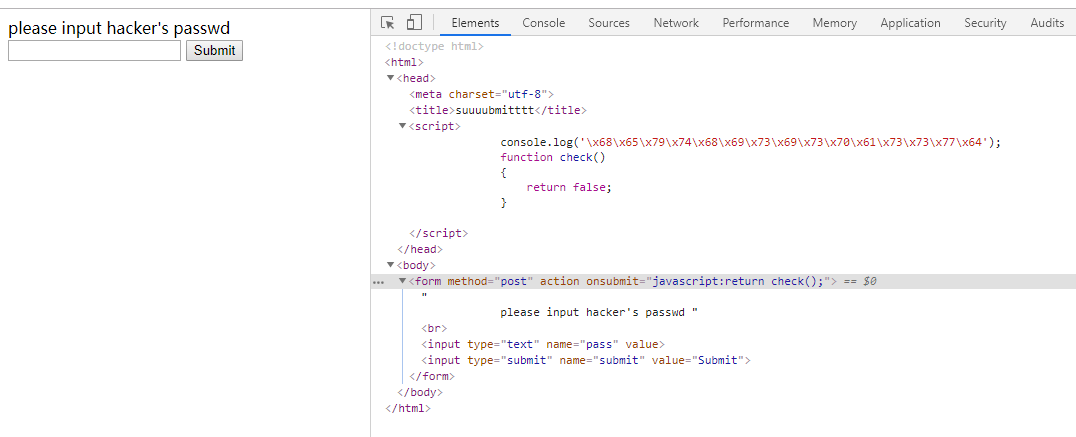 please input hacker's passwd
Submit
Elements Console Sources Network Performance Memory Application Security Audits
<!doctype html>
<html>
<head>
<meta charset="utf-8">
<title>suuuubmitttt</title>
<script>
console.log('\x68\x65\x79\x74\x68\x69\x73\x69\x73\x70\x61\x73\x73\x77\x64');
function check()
{
return false;
}
</script>
</head>
<body>
<form method="post" action onsubmit="javascript:return check();"> == $0
"
please input hacker's passwd "
<br>
<input type="text" name="pass" value>
<input type="submit" name="submit" value="Submit">
</form>
</body>
</html>